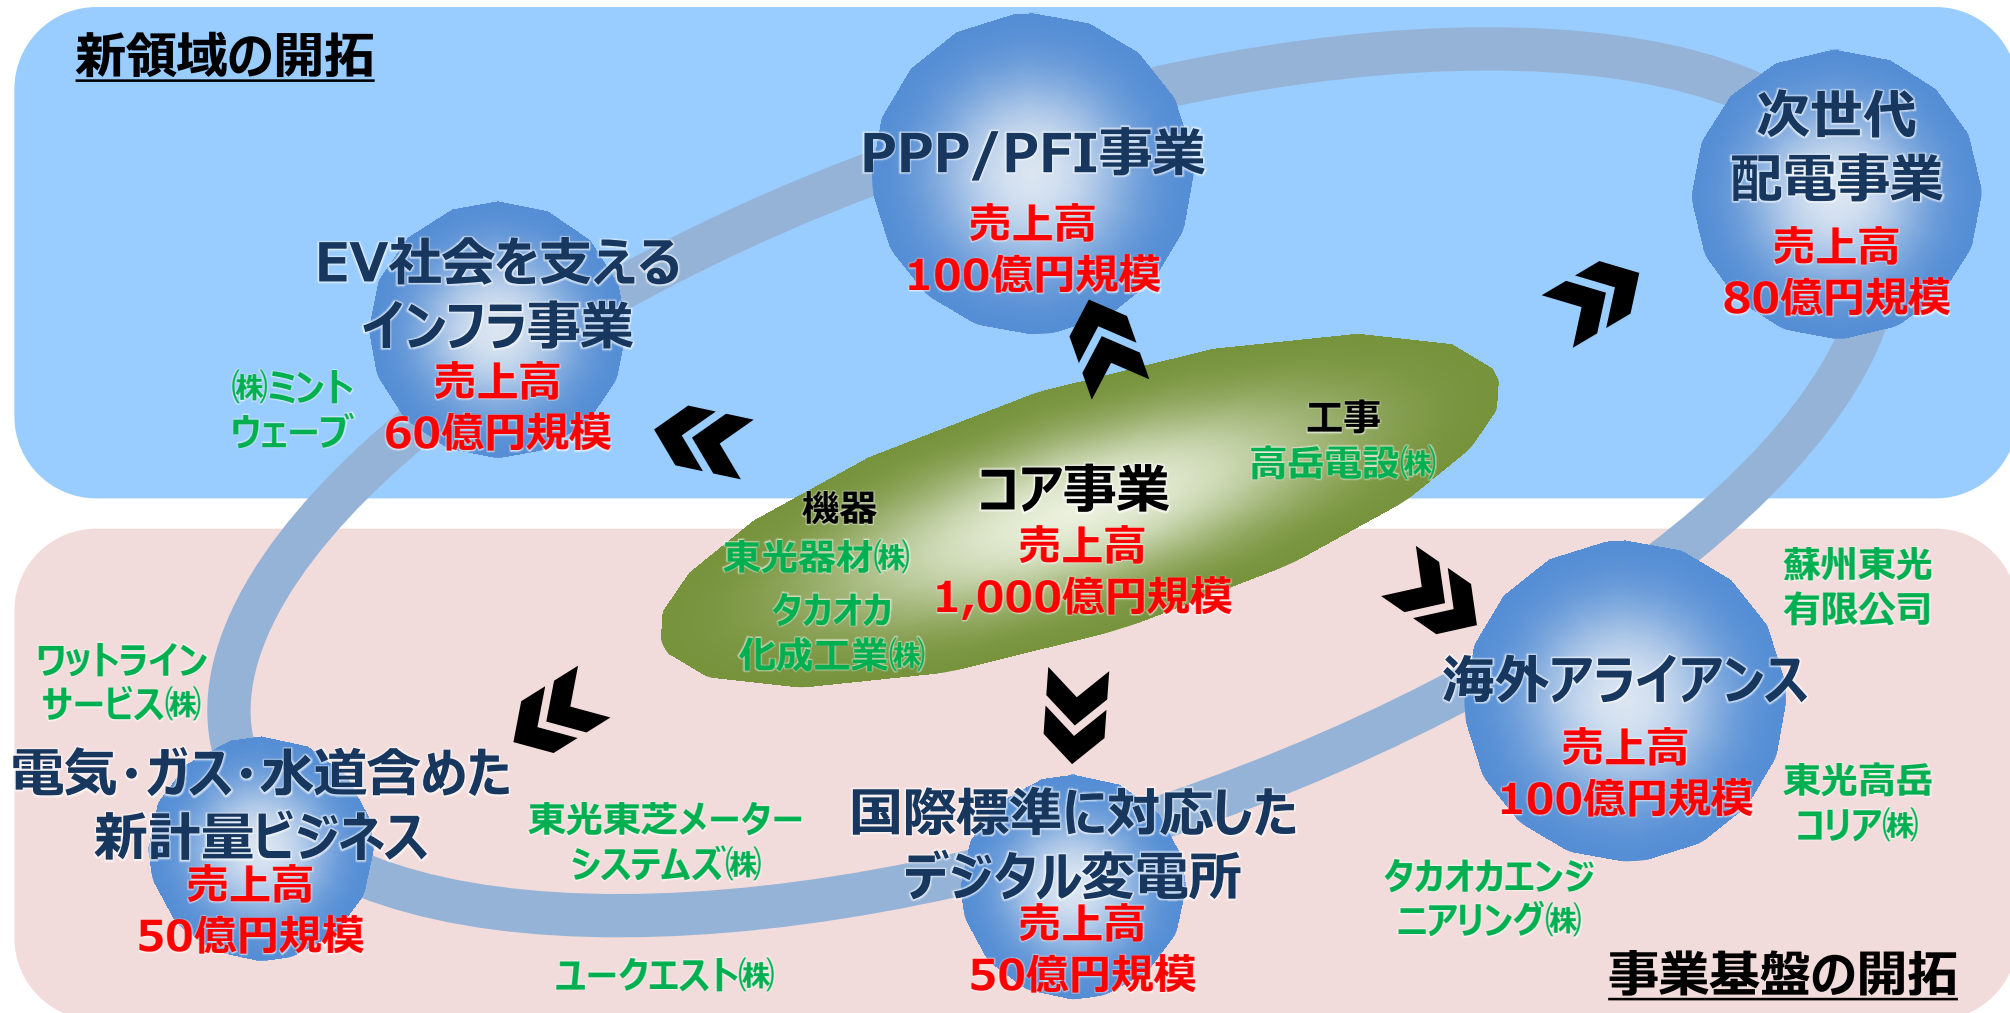 新領域の開拓
PPP/PFI事業
売上高
100億円規模
次世代
配電事業
売上高
80億円規模
EV社会を支える
インフラ事業
売上高
60億円規模
㈱ミント
ウェーブ
コア事業
売上高
1,000億円規模
工事
高岳電設㈱
機器
東光器材㈱
タカオカ
化成工業㈱
蘇州東光
有限公司
海外アライアンス
売上高
100億円規模
東光高岳
コリア㈱
タカオカエンジ
ニアリング㈱
ワットライン
サービス㈱
電気・ガス・水道含めた
新計量ビジネス
売上高
50億円規模
東光東芝メーター
システムズ㈱
ユークエスト㈱
国際標準に対応した
デジタル変電所
売上高
50億円規模
事業基盤の開拓